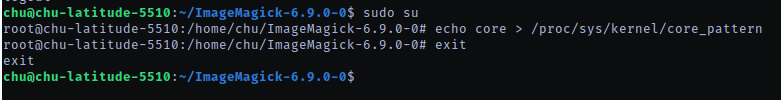 chu@chu-latitude-5510:~/ImageMagick-6.9.0-0$ sudo su
root@chu-latitude-5510:/home/chu/ImageMagick-6.9.0-0# echo core > /proc/sys/kernel/core_pattern
root@chu-latitude-5510:/home/chu/ImageMagick-6.9.0-0# exit
exit
chu@chu-latitude-5510:~/ImageMagick-6.9.0-0$